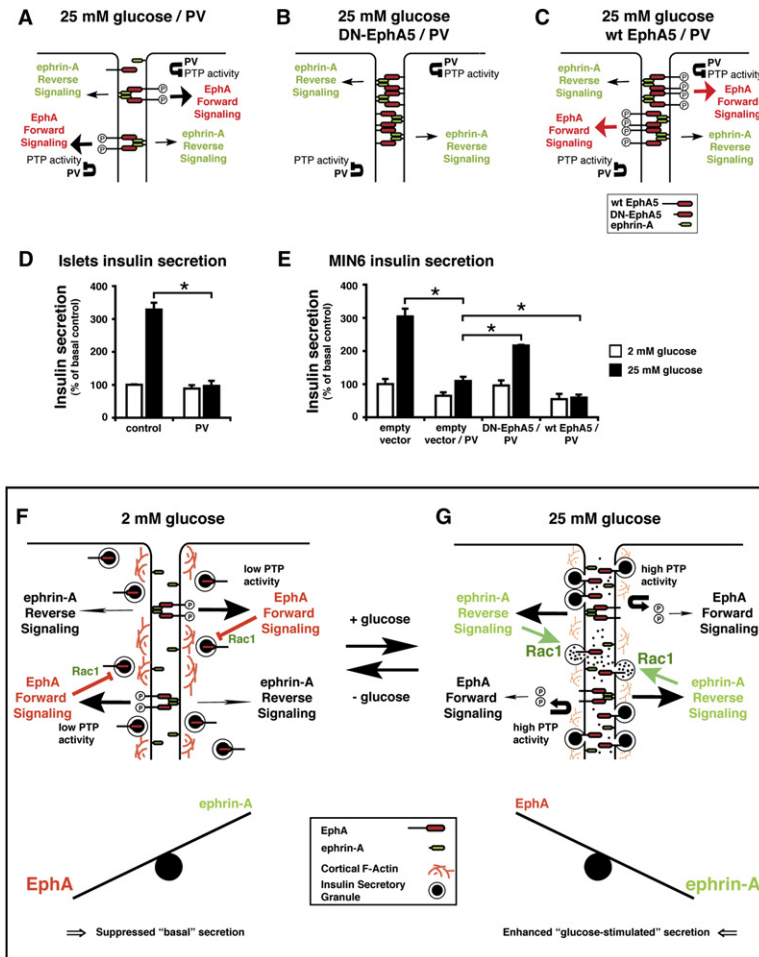 A
25 mM glucose / PV
ephrin-A
Reverse
Signaling
EphA
Forward
Signaling
PTP activity
PV
PV
PTP activity
P
P
EphA
Forward
Signaling
P
P
ephrin-A
Reverse
Signaling
B
25 mM glucose
DN-EphA5 / PV
ephrin-A
Reverse
Signaling
PTP activity
PV
PV
PTP activity
ephrin-A
Reverse
Signaling
C
25 mM glucose
wt EphA5 / PV
ephrin-A
Reverse
Signaling
EphA
Forward
Signaling
PTP activity
PV
PV
PTP activity
P
P
P
P
EphA
Forward
Signaling
P
P
P
P
ephrin-A
Reverse
Signaling
wt EphA5
DN-EphA5
ephrin-A
D
Islets insulin secretion
Insulin secretion
(% of basal control)
400
300
200
100
0
*
control
PV
E
MIN6 insulin secretion
Insulin secretion
(% of basal control)
400
300
200
100
0
*
*
*
empty
vector
empty
vector / PV
DN-EphA5 /
PV
wt EphA5 /
PV
2 mM glucose
25 mM glucose
F
2 mM glucose
low PTP
activity
ephrin-A
Reverse
Signaling
P
P
EphA
Forward
Signaling
Rac1
Rac1
EphA
Forward
Signaling
P
P
ephrin-A
Reverse
Signaling
low PTP
activity
+ glucose
- glucose
G
25 mM glucose
high PTP
activity
ephrin-A
Reverse
Signaling
P
P
EphA
Forward
Signaling
Rac1
Rac1
EphA
Forward
Signaling
P
P
ephrin-A
Reverse
Signaling
high PTP
activity
ephrin-A
EphA
Suppressed "basal" secretion
EphA
ephrin-A
Cortical F-Actin
Insulin Secretory
Granule
EphA
ephrin-A
Enhanced "glucose-stimulated" secretion